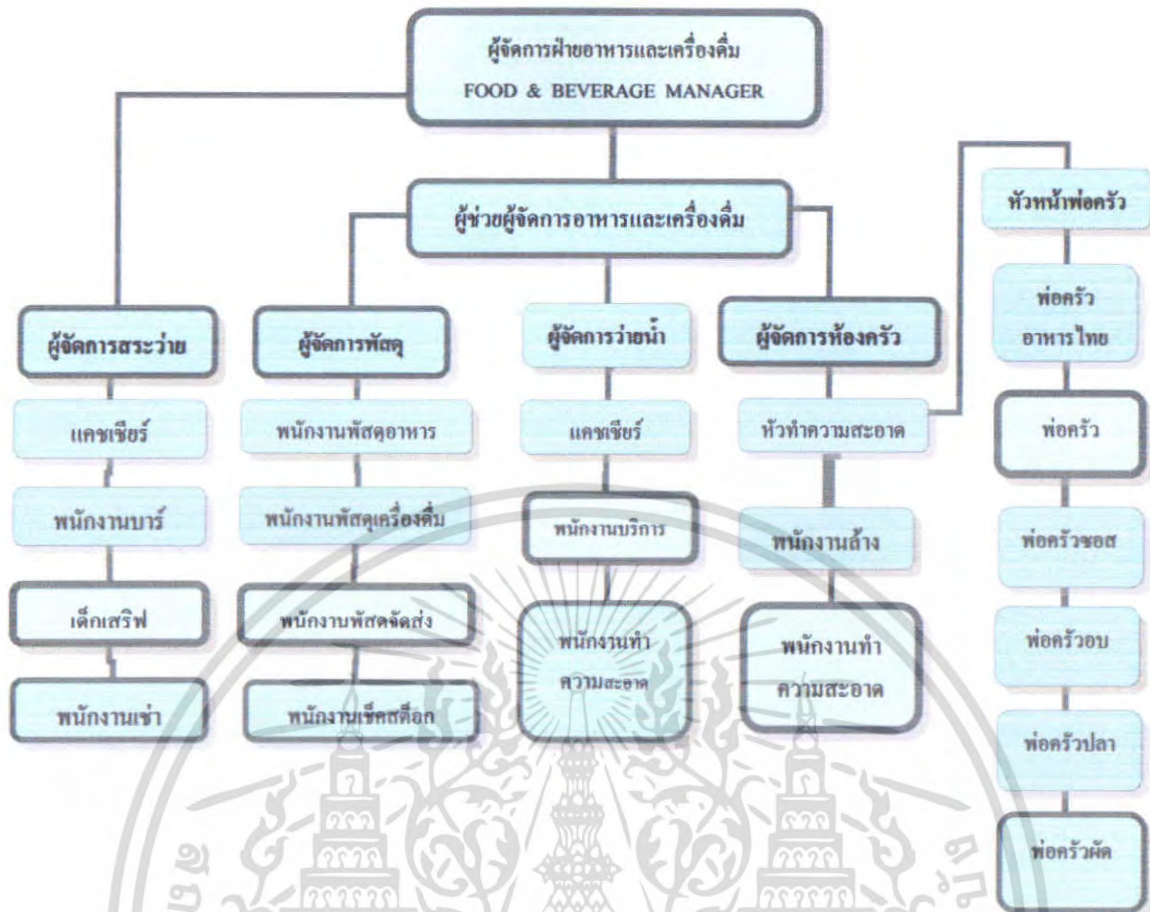 ผู้จัดการฝ่ายอาหารและเครื่องดื่ม
FOOD & BEVERAGE MANAGER
ผู้ช่วยผู้จัดการอาหารและเครื่องดื่ม
ผู้จัดการสระว่าย
แคชเชียร์
พนักงานบาร์
เด็กเสริฟ
พนักงานเช่า
ผู้จัดการพัสดุ
พนักงานพัสดุอาหาร
พนักงานพัสดุเครื่องดื่ม
พนักงานพัสดจัดส่ง
พนักงานเช็คสต็อก
ผู้จัดการว่ายน้ำ
แคชเชียร์
พนักงานบริการ
พนักงานทำ
ความสะอาด
ผู้จัดการห้องครัว
หัวทำความสะอาด
พนักงานล้าง
พนักงานทำ
ความสะอาด
หัวหน้าพ่อครัว
พ่อครัว
อาหารไทย
พ่อครัว
พ่อครัวซอส
พ่อครัวอบ
พ่อครัวปลา
พ่อครัวผัด